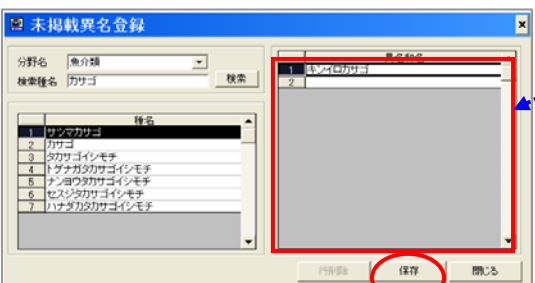 未掲載異名登録
分野名 魚介類
検索種名 カサゴ 検索
種名
1 サツマカサゴ
2 カサゴ
3 タカサゴイシモチ
4 トゲナガタカサゴイシモチ
5 ナンヨウタカサゴイシモチ
6 セスジタカサゴイシモチ
7 ハナダカタカサゴイシモチ
異名和名
1 キンイロカサゴ
2
行削除 保存 閉じる